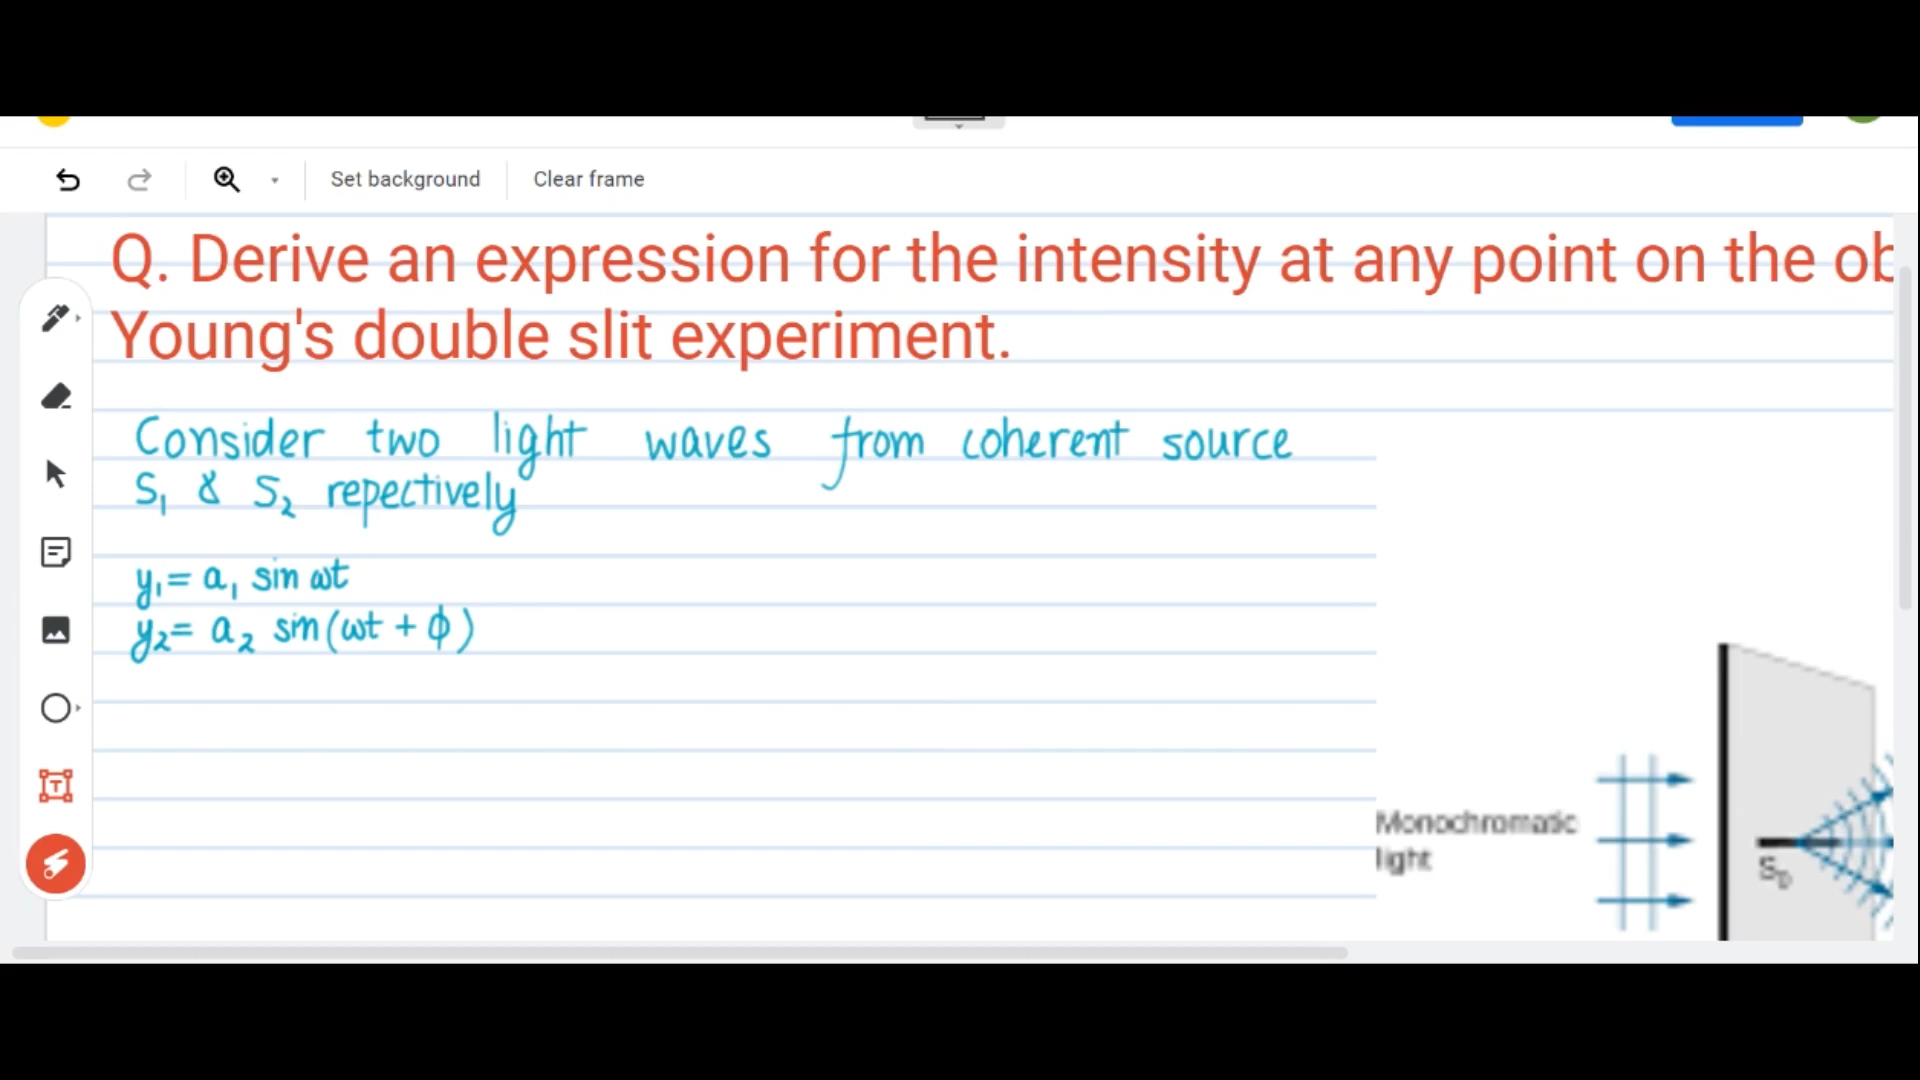 Set background Clear frame
Q. Derive an expression for the intensity at any point on the ob
Young's double slit experiment.
Consider two light waves from coherent source
S₁ & S₂ repectively
y₁= a₁ sin ωt
y₂= a₂ sin(ωt + ϕ)
Monochromatic
light
S₀